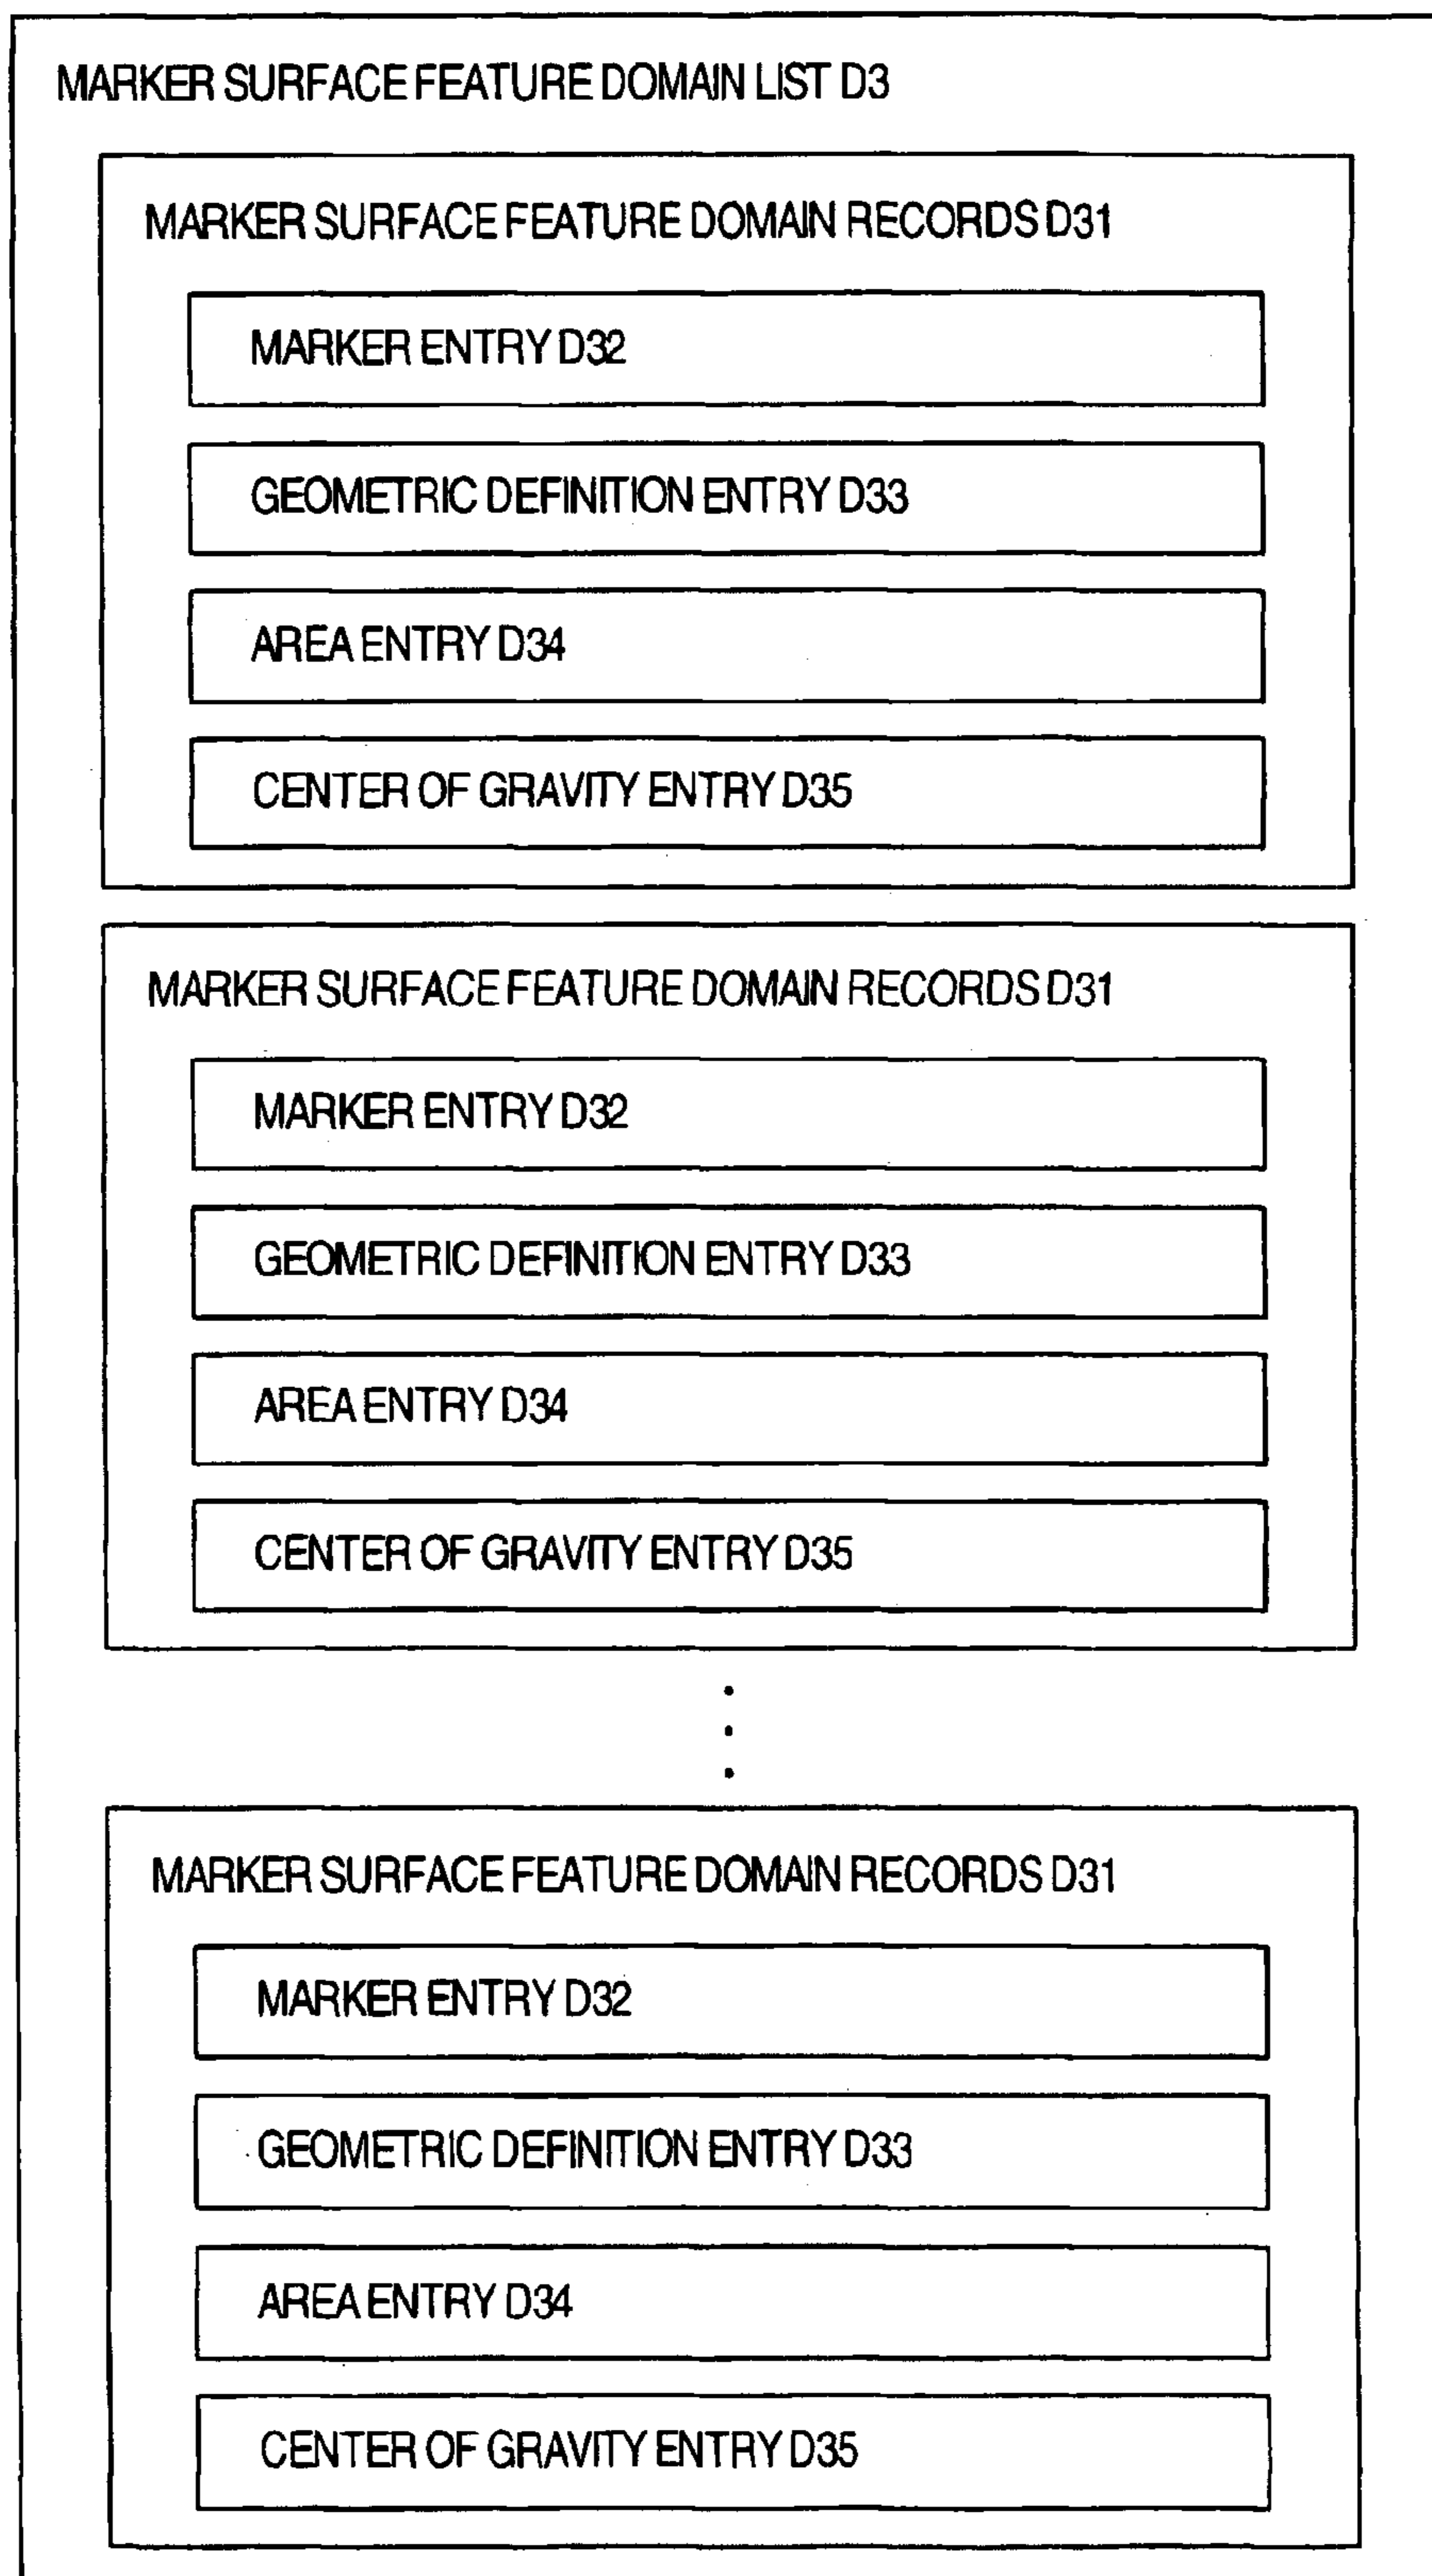 MARKER SURFACE FEATURE DOMAIN LIST D3
MARKER SURFACE FEATURE DOMAIN RECORDS D31
MARKER ENTRY D32
GEOMETRIC DEFINITION ENTRY D33
AREA ENTRY D34
CENTER OF GRAVITY ENTRY D35
MARKER SURFACE FEATURE DOMAIN RECORDS D31
MARKER ENTRY D32
GEOMETRIC DEFINITION ENTRY D33
AREA ENTRY D34
CENTER OF GRAVITY ENTRY D35
MARKER SURFACE FEATURE DOMAIN RECORDS D31
MARKER ENTRY D32
GEOMETRIC DEFINITION ENTRY D33
AREA ENTRY D34
CENTER OF GRAVITY ENTRY D35